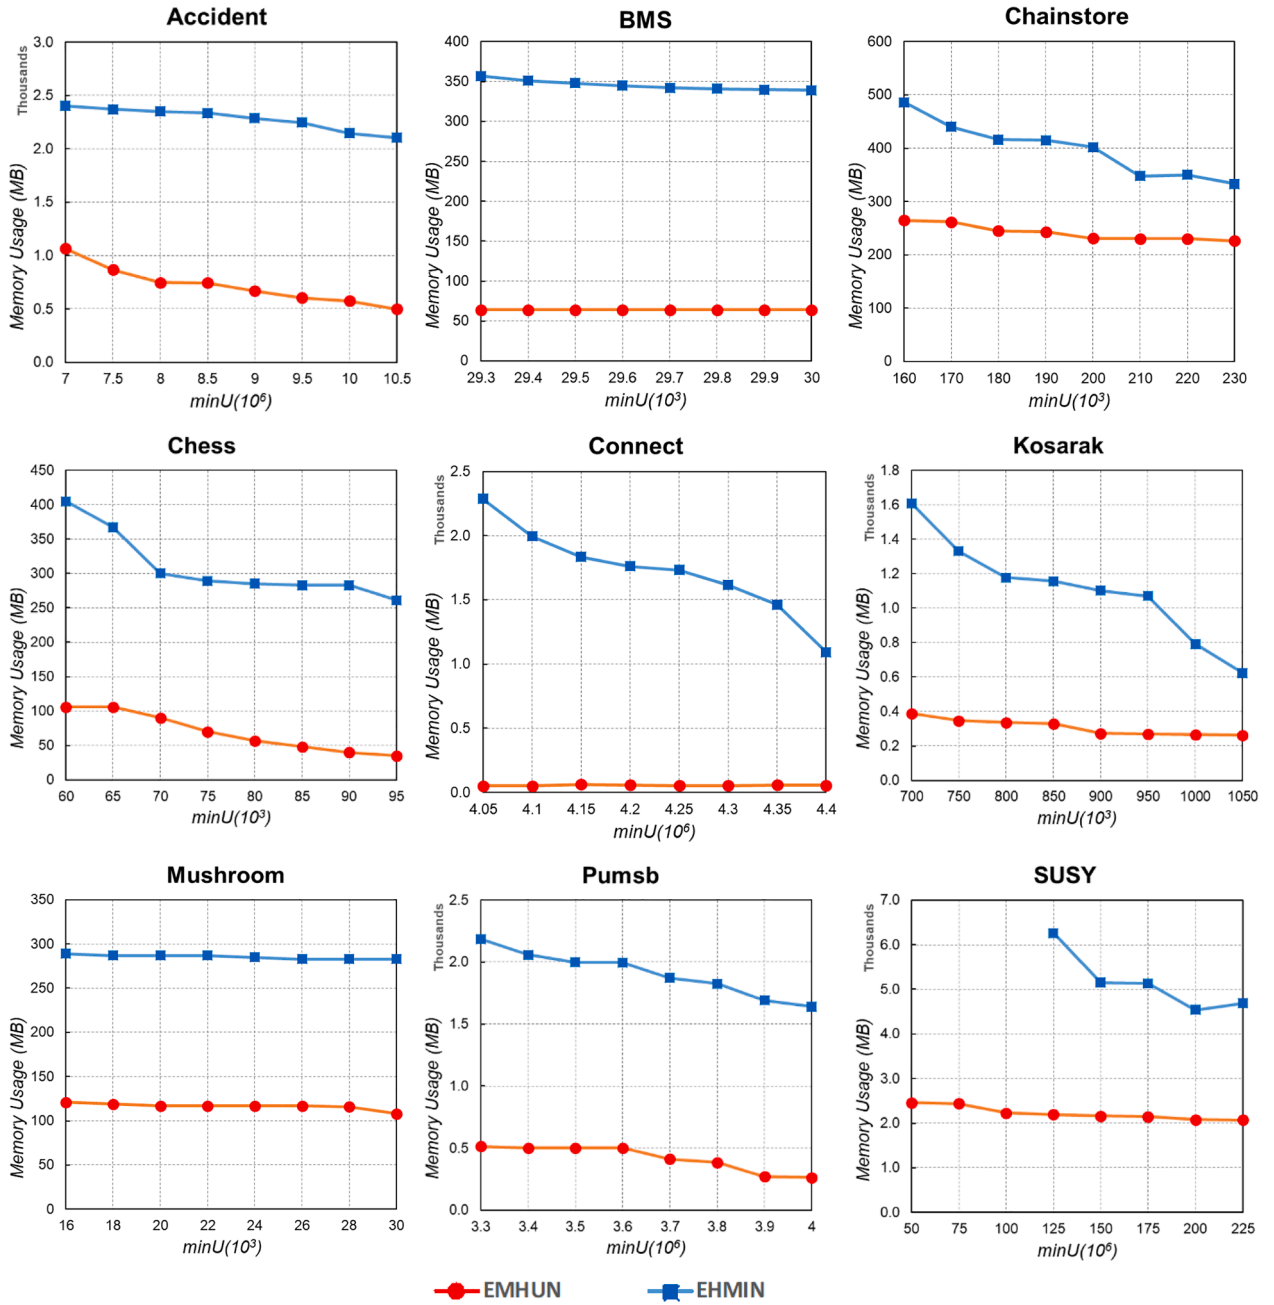 Accident
Thousands
Memory Usage (MB)
3.0
2.5
2.0
1.5
1.0
0.5
0.0
7 7.5 8 8.5 9 9.5 10 10.5
minU(10⁶)
BMS
Memory Usage (MB)
400
350
300
250
200
150
100
50
0
29.3 29.4 29.5 29.6 29.7 29.8 29.9 30
minU(10³)
Chainstore
Memory Usage (MB)
600
500
400
300
200
100
0
160 170 180 190 200 210 220 230
minU(10³)
Chess
Memory Usage (MB)
450
400
350
300
250
200
150
100
50
0
60 65 70 75 80 85 90 95
minU(10³)
Connect
Thousands
Memory Usage (MB)
2.5
2.0
1.5
1.0
0.5
0.0
4.05 4.1 4.15 4.2 4.25 4.3 4.35 4.4
minU(10⁶)
Kosarak
Thousands
Memory Usage (MB)
1.8
1.6
1.4
1.2
1.0
0.8
0.6
0.4
0.2
0.0
700 750 800 850 900 950 1000 1050
minU(10³)
Mushroom
Memory Usage (MB)
350
300
250
200
150
100
50
0
16 18 20 22 24 26 28 30
minU(10³)
Pumsb
Thousands
Memory Usage (MB)
2.5
2.0
1.5
1.0
0.5
0.0
3.3 3.4 3.5 3.6 3.7 3.8 3.9 4
minU(10⁶)
SUSY
Thousands
Memory Usage (MB)
7.0
6.0
5.0
4.0
3.0
2.0
1.0
0.0
50 75 100 125 150 175 200 225
minU(10⁶)
EMHUN EHMIN